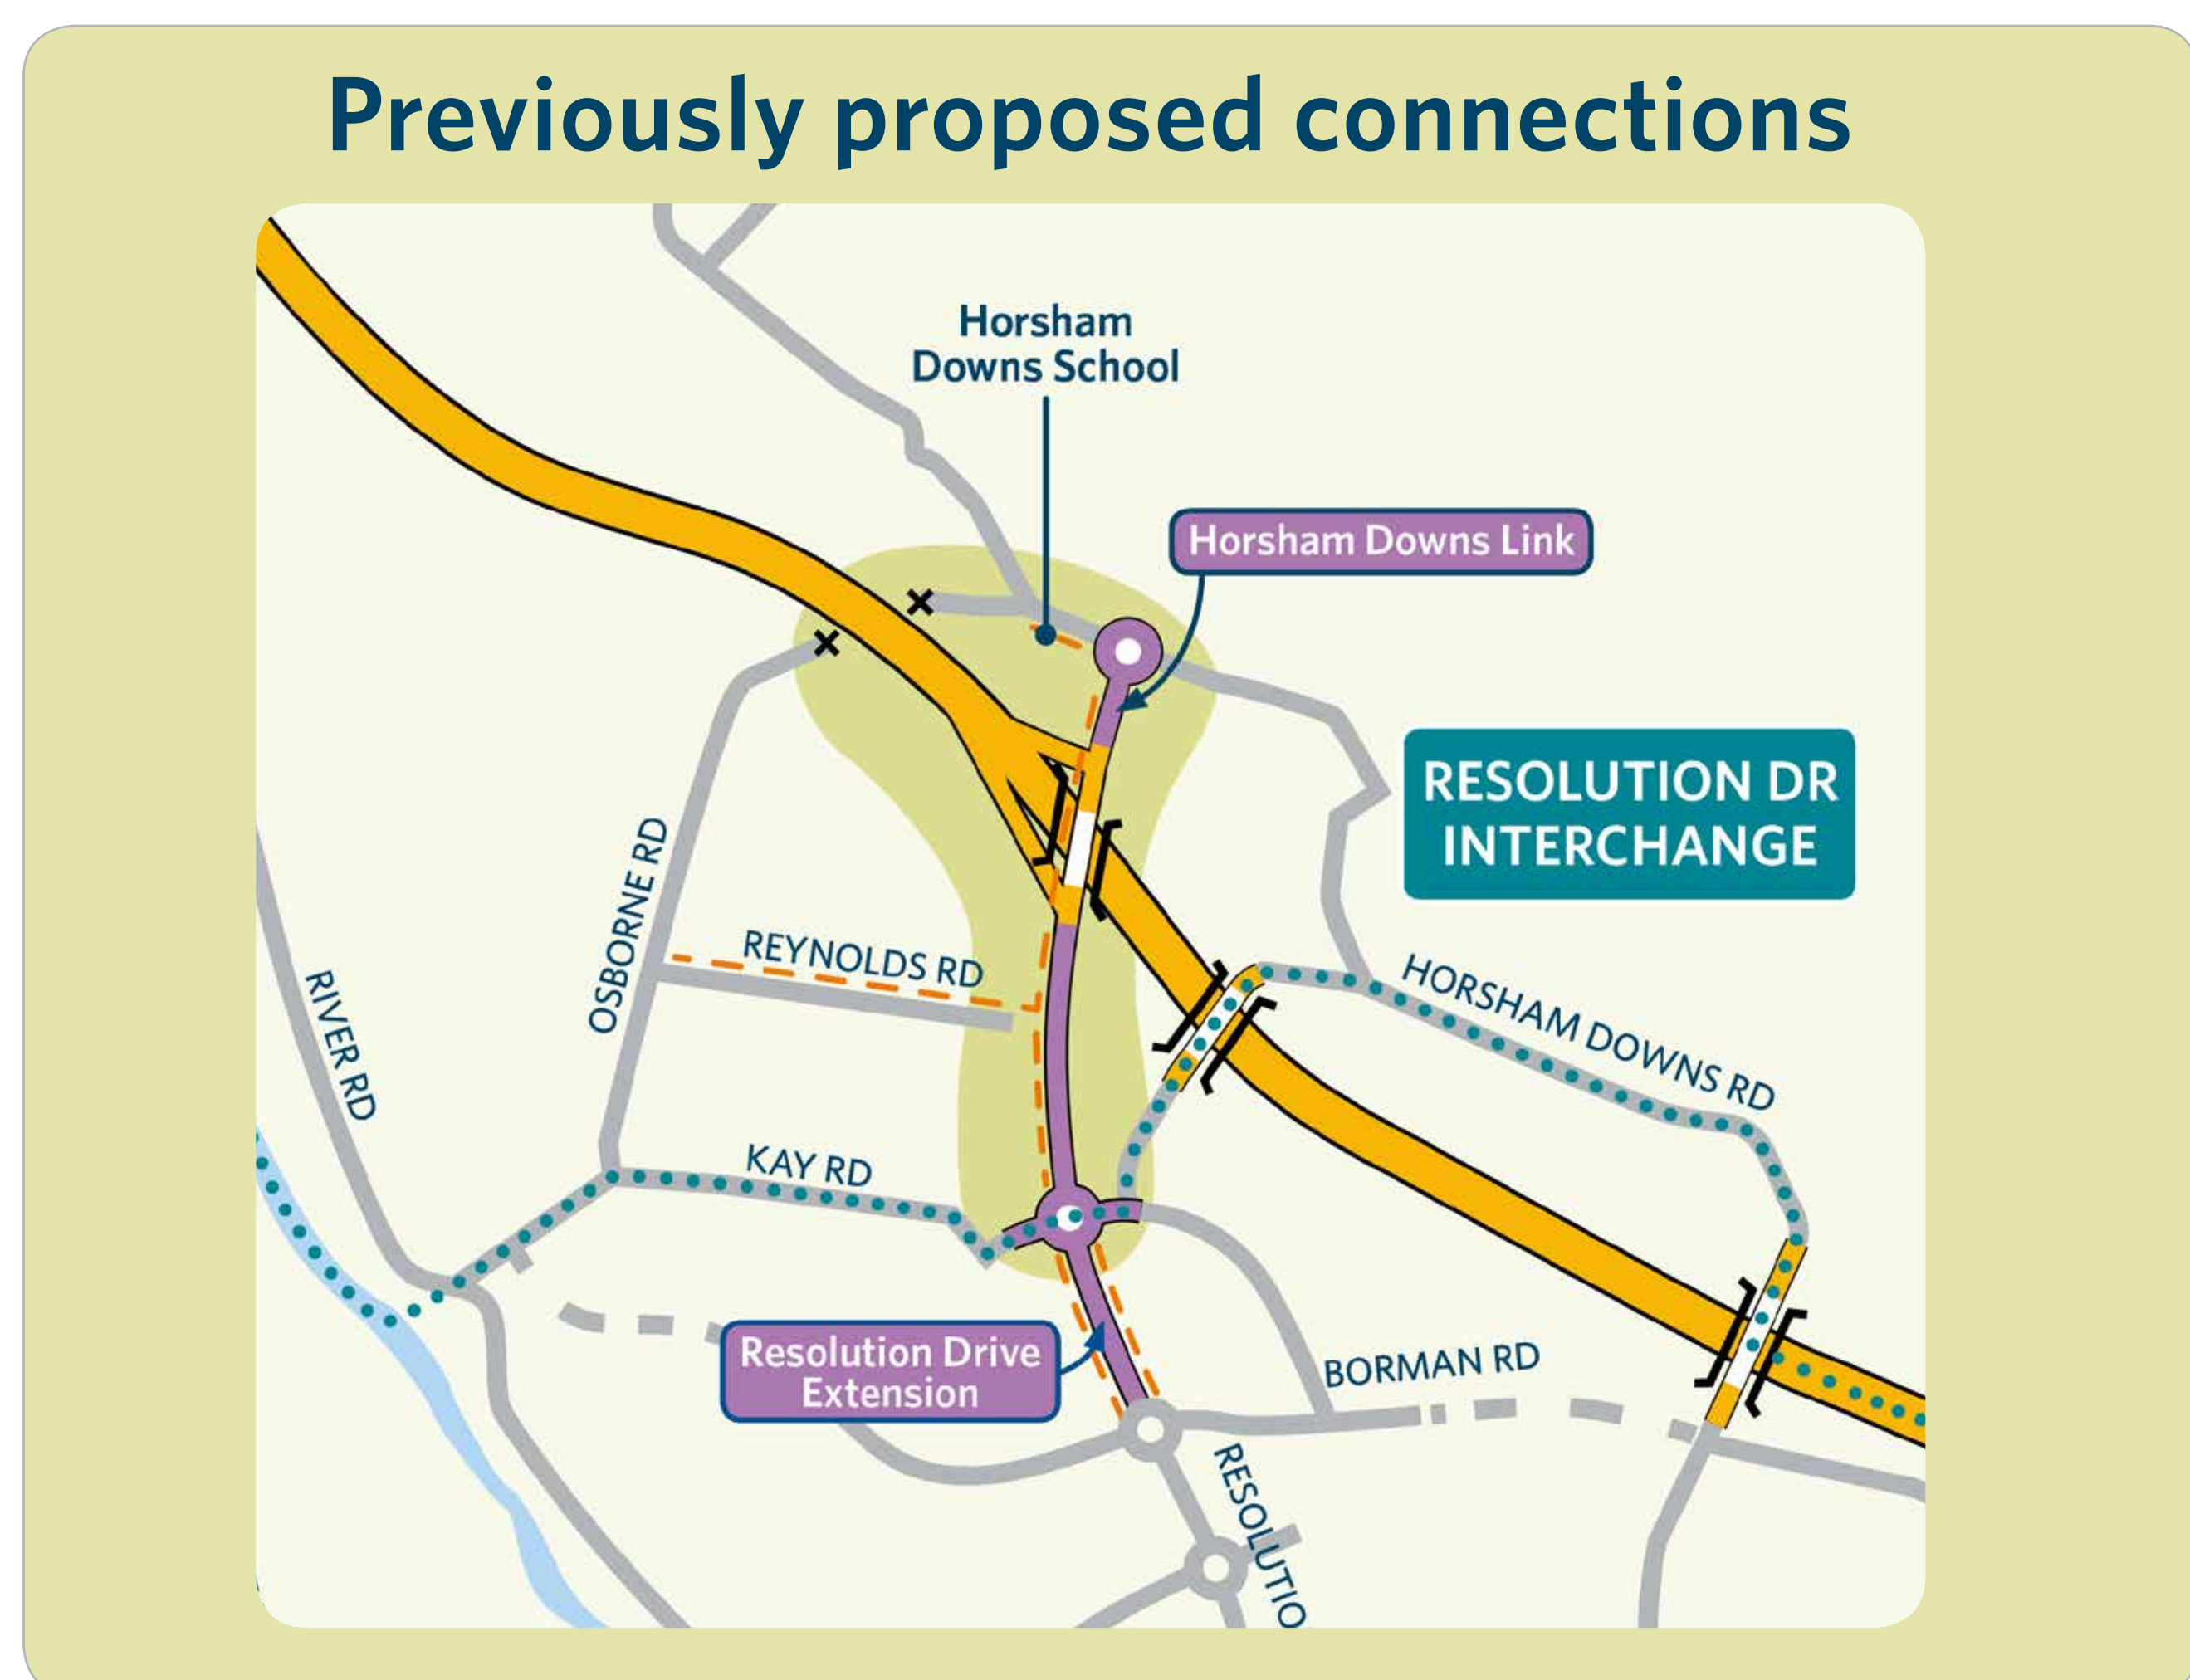 Previously proposed connections
Horsham
Downs School
Horsham Downs Link
RESOLUTION DR
INTERCHANGE
OSBORNE RD
REYNOLDS RD
RIVER RD
HORSHAM DOWNS RD
KAY RD
Resolution Drive
Extension
BORMAN RD
RESOLUTIO